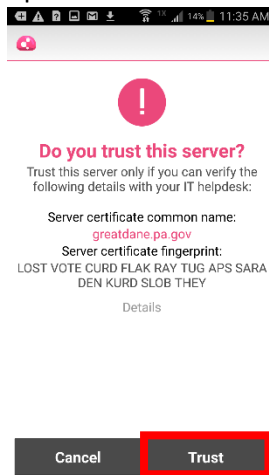 1X 14% 11:35 AM
!
Do you trust this server?
Trust this server only if you can verify the
following details with your IT helpdesk:
Server certificate common name:
greatdane.pa.gov
Server certificate fingerprint:
LOST VOTE CURD FLAK RAY TUG APS SARA
DEN KURD SLOB THEY
Details
Cancel Trust